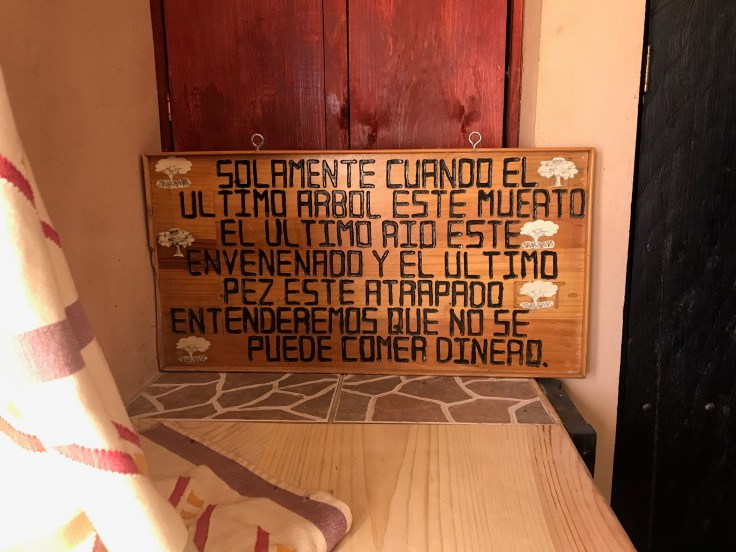 SOLAMENTE CUANDO EL
ULTIMO ARBOL ESTE MUERTO
EL ULTIMO RIO ESTE
ENVENENADO Y EL ULTIMO
PEZ ESTE ATRAPADO
ENTENDEREMOS QUE NO SE
PUEDE COMER DINERO.